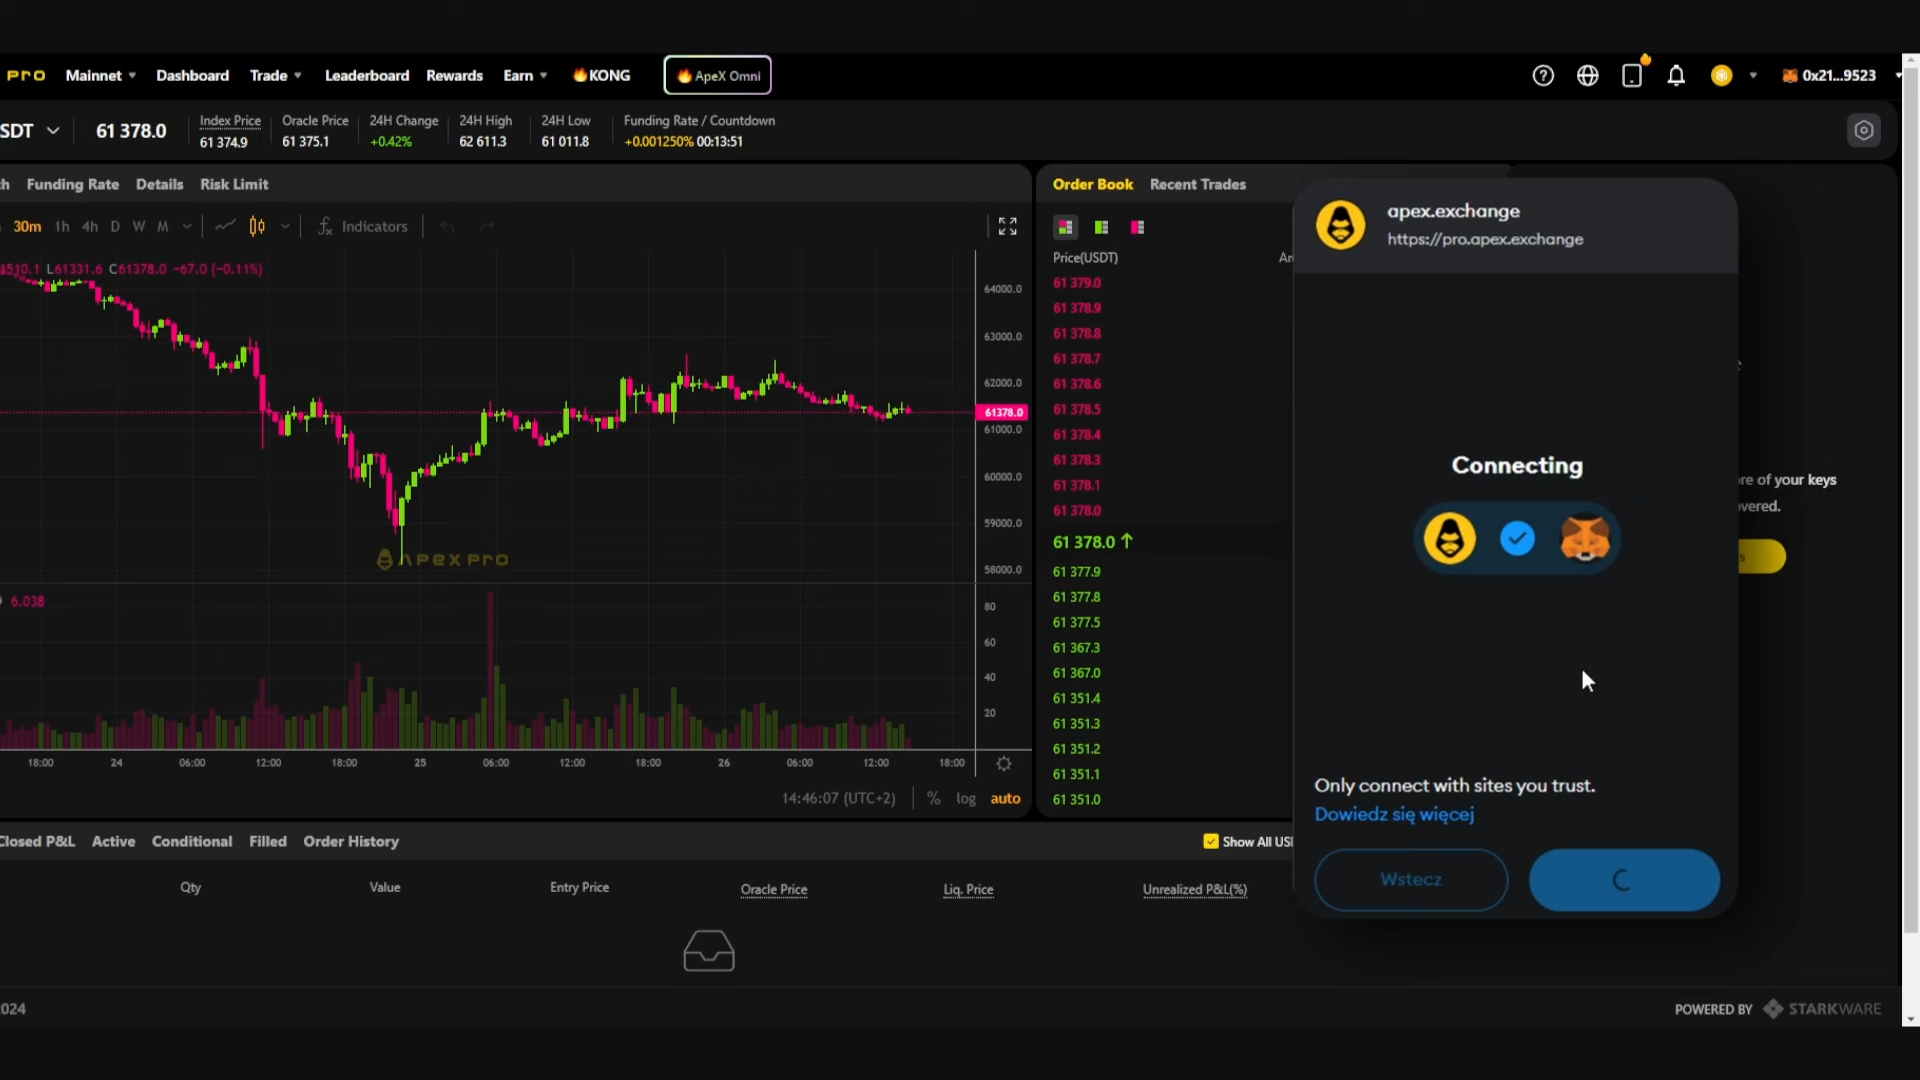 PRO Mainnet Dashboard Trade Leaderboard Rewards Earn KONG ApeX Omni 0x21...9523
SDT 61 378.0
Index Price Oracle Price 24H Change 24H High 24H Low Funding Rate / Countdown
61 374.9 61 375.1 +0.42% 62 611.3 61 011.8 +0.001250% 00:13:51
Funding Rate Details Risk Limit
30m 1h 4h D W M Indicators
L61331.6 C61378.0 −67.0 (−0.11%)
64000.0
63000.0
62000.0
61378.0
61000.0
60000.0
59000.0
58000.0
ApeX Pro
6.038
80
60
40
20
18:00 24 06:00 12:00 18:00 25 06:00 12:00 18:00 26 06:00 12:00 18:00
14:46:07 (UTC+2) % log auto
Order Book Recent Trades
Price(USDT)
61 379.0
61 378.9
61 378.8
61 378.7
61 378.6
61 378.5
61 378.4
61 378.3
61 378.1
61 378.0
61 378.0
61 377.9
61 377.8
61 377.5
61 367.3
61 367.0
61 351.4
61 351.3
61 351.2
61 351.1
61 351.0
apex.exchange
https://pro.apex.exchange
Connecting
Only connect with sites you trust.
Dowiedz się więcej
Wstecz
of your keys
Closed P&L Active Conditional Filled Order History Show All
Qty Value Entry Price Oracle Price Liq. Price Unrealized P&L(%)
POWERED BY STARKWARE